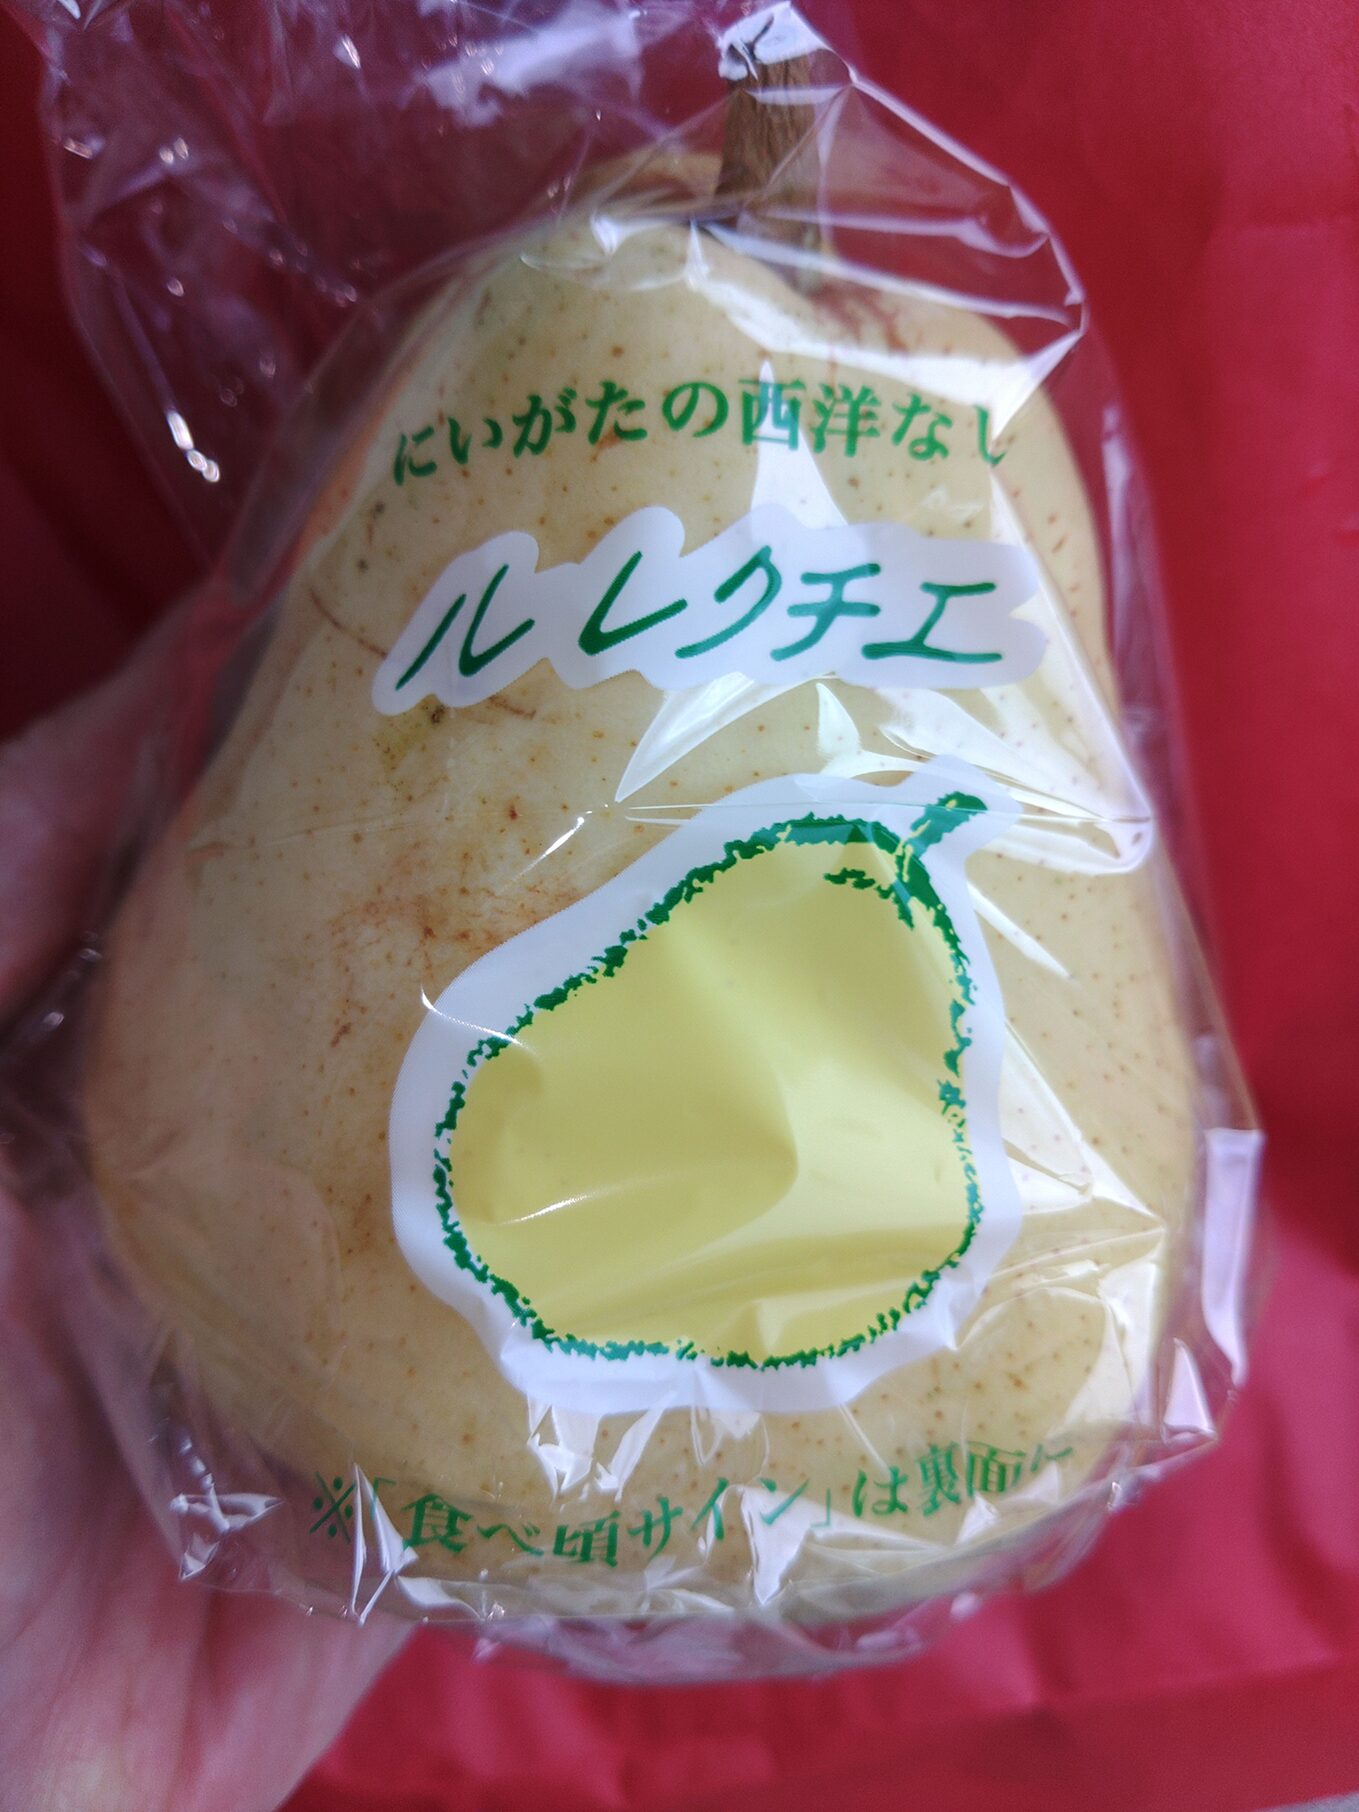 にいがたの西洋なし
ル レクチエ
※「食べ頃サイン」は裏面に